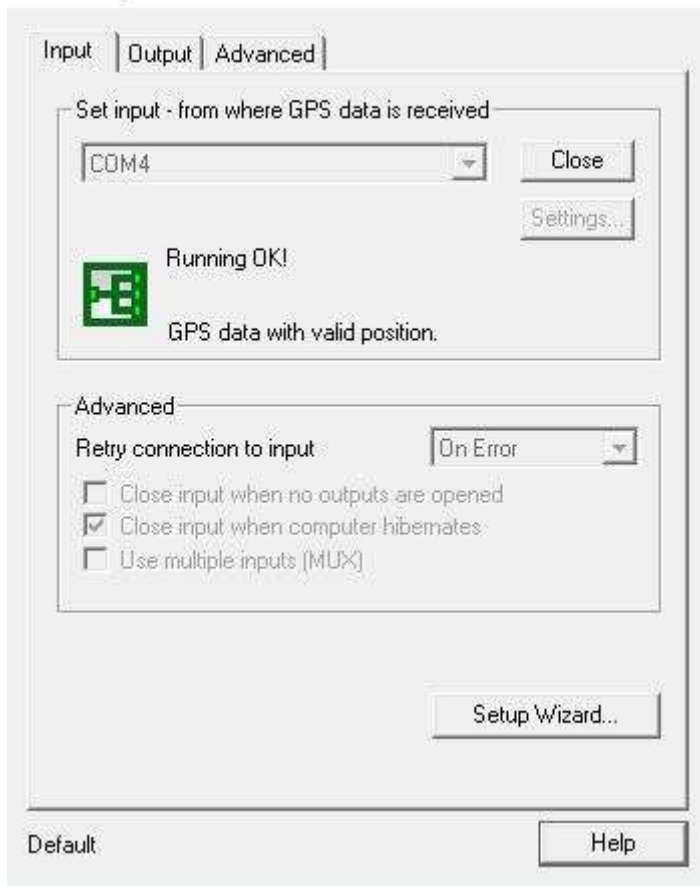 Input Output Advanced
Set input - from where GPS data is received
COM4 Close
Settings...
Running OK!
GPS data with valid position.
Advanced
Retry connection to input On Error
Close input when no outputs are opened
Close input when computer hibernates
Use multiple inputs (MUX)
Setup Wizard...
Default Help